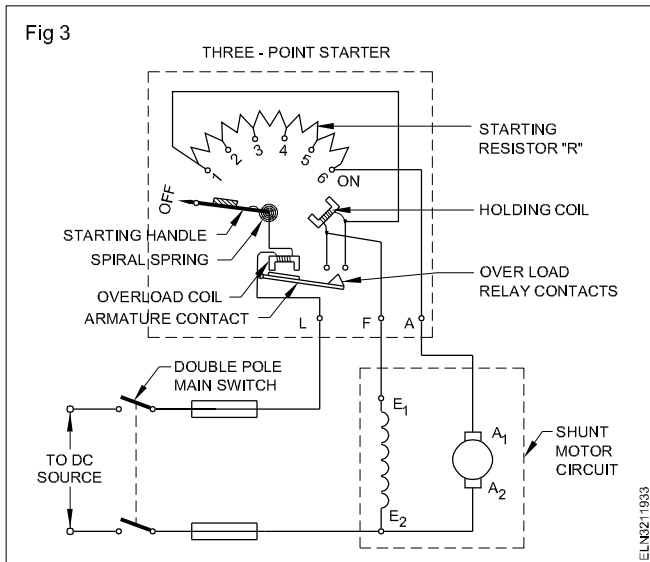 Fig 3
THREE - POINT STARTER
1
2
3
4
5
6
ON
STARTING
RESISTOR "R"
OFF
HOLDING COIL
STARTING HANDLE
SPIRAL SPRING
OVERLOAD COIL
ARMATURE CONTACT
OVER LOAD
RELAY CONTACTS
L
F
A
DOUBLE POLE
MAIN SWITCH
TO DC
SOURCE
E1
E2
A1
A2
SHUNT
MOTOR
CIRCUIT
ELN3211933